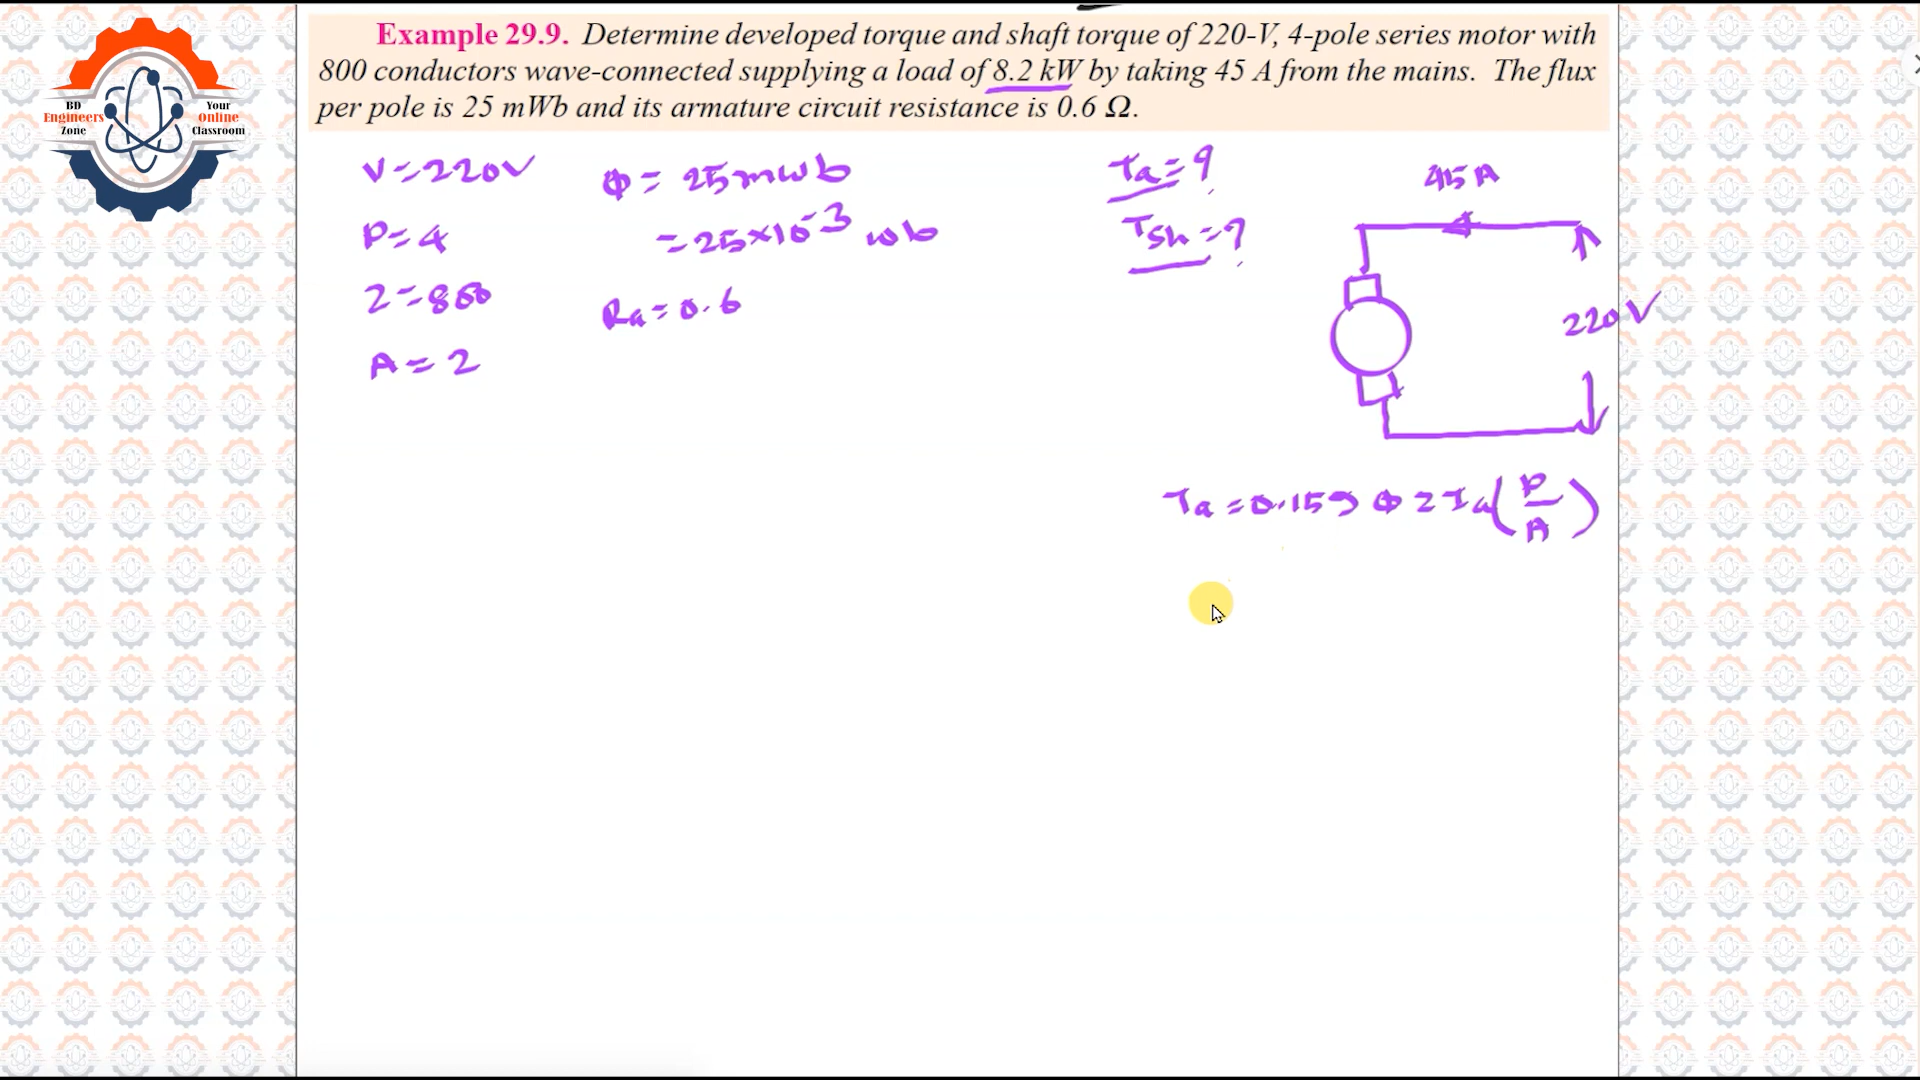 BD
Engineers
Zone
Your
Online
Classroom
Example 29.9. Determine developed torque and shaft torque of 220-V, 4-pole series motor with
800 conductors wave-connected supplying a load of 8.2 kW by taking 45 A from the mains. The flux
per pole is 25 mWb and its armature circuit resistance is 0.6 Ω.
V=220V
P=4
Z=800
A=2
Φ=25mwb
=25×10⁻³ wb
Ra=0.6
Ta=?
Tsh=?
45A
220V
Ta=0.159 Φ Z Ia(P/A)